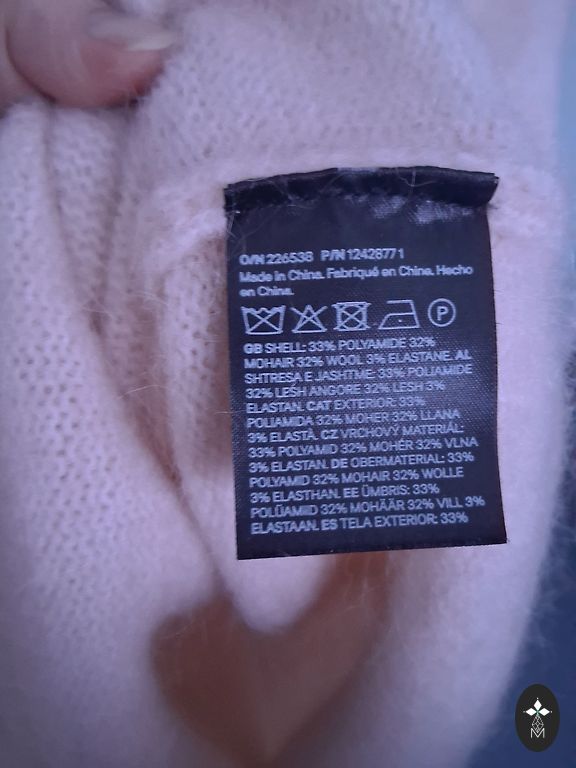 O/N 226538 P/N 12428771
Made in China. Fabriqué en Chine. Hecho
en China.
P
GB SHELL: 33% POLYAMIDE 32%
MOHAIR 32% WOOL 3% ELASTANE. AL
SHTRESA E JASHTME: 33% POLIAMIDE
32% LESH ANGORE 32% LESH 3%
ELASTAN. CAT EXTERIOR: 33%
POLIAMIDA 32% MOHER 32% LLANA
3% ELASTÀ. CZ VRCHOVÝ MATERIÁL:
33% POLYAMID 32% MOHÉR 32% VLNA
3% ELASTAN. DE OBERMATERIAL: 33%
POLYAMID 32% MOHAIR 32% WOLLE
3% ELASTHAN. EE ÜMBRIS: 33%
POLÜAMIID 32% MOHÄÄR 32% VILL 3%
ELASTAAN. ES TELA EXTERIOR: 33%
M